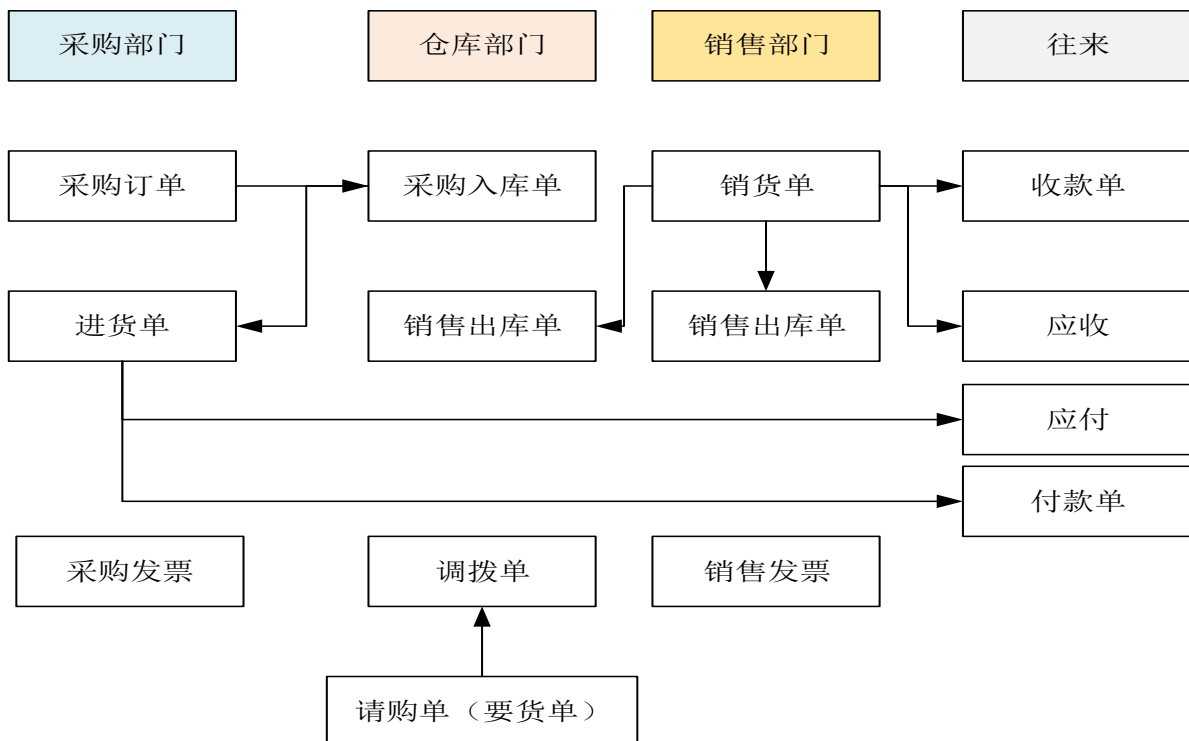 采购部门
仓库部门
销售部门
往来
采购订单
采购入库单
销货单
收款单
进货单
销售出库单
销售出库单
应收
应付
付款单
采购发票
调拨单
销售发票
请购单（要货单）